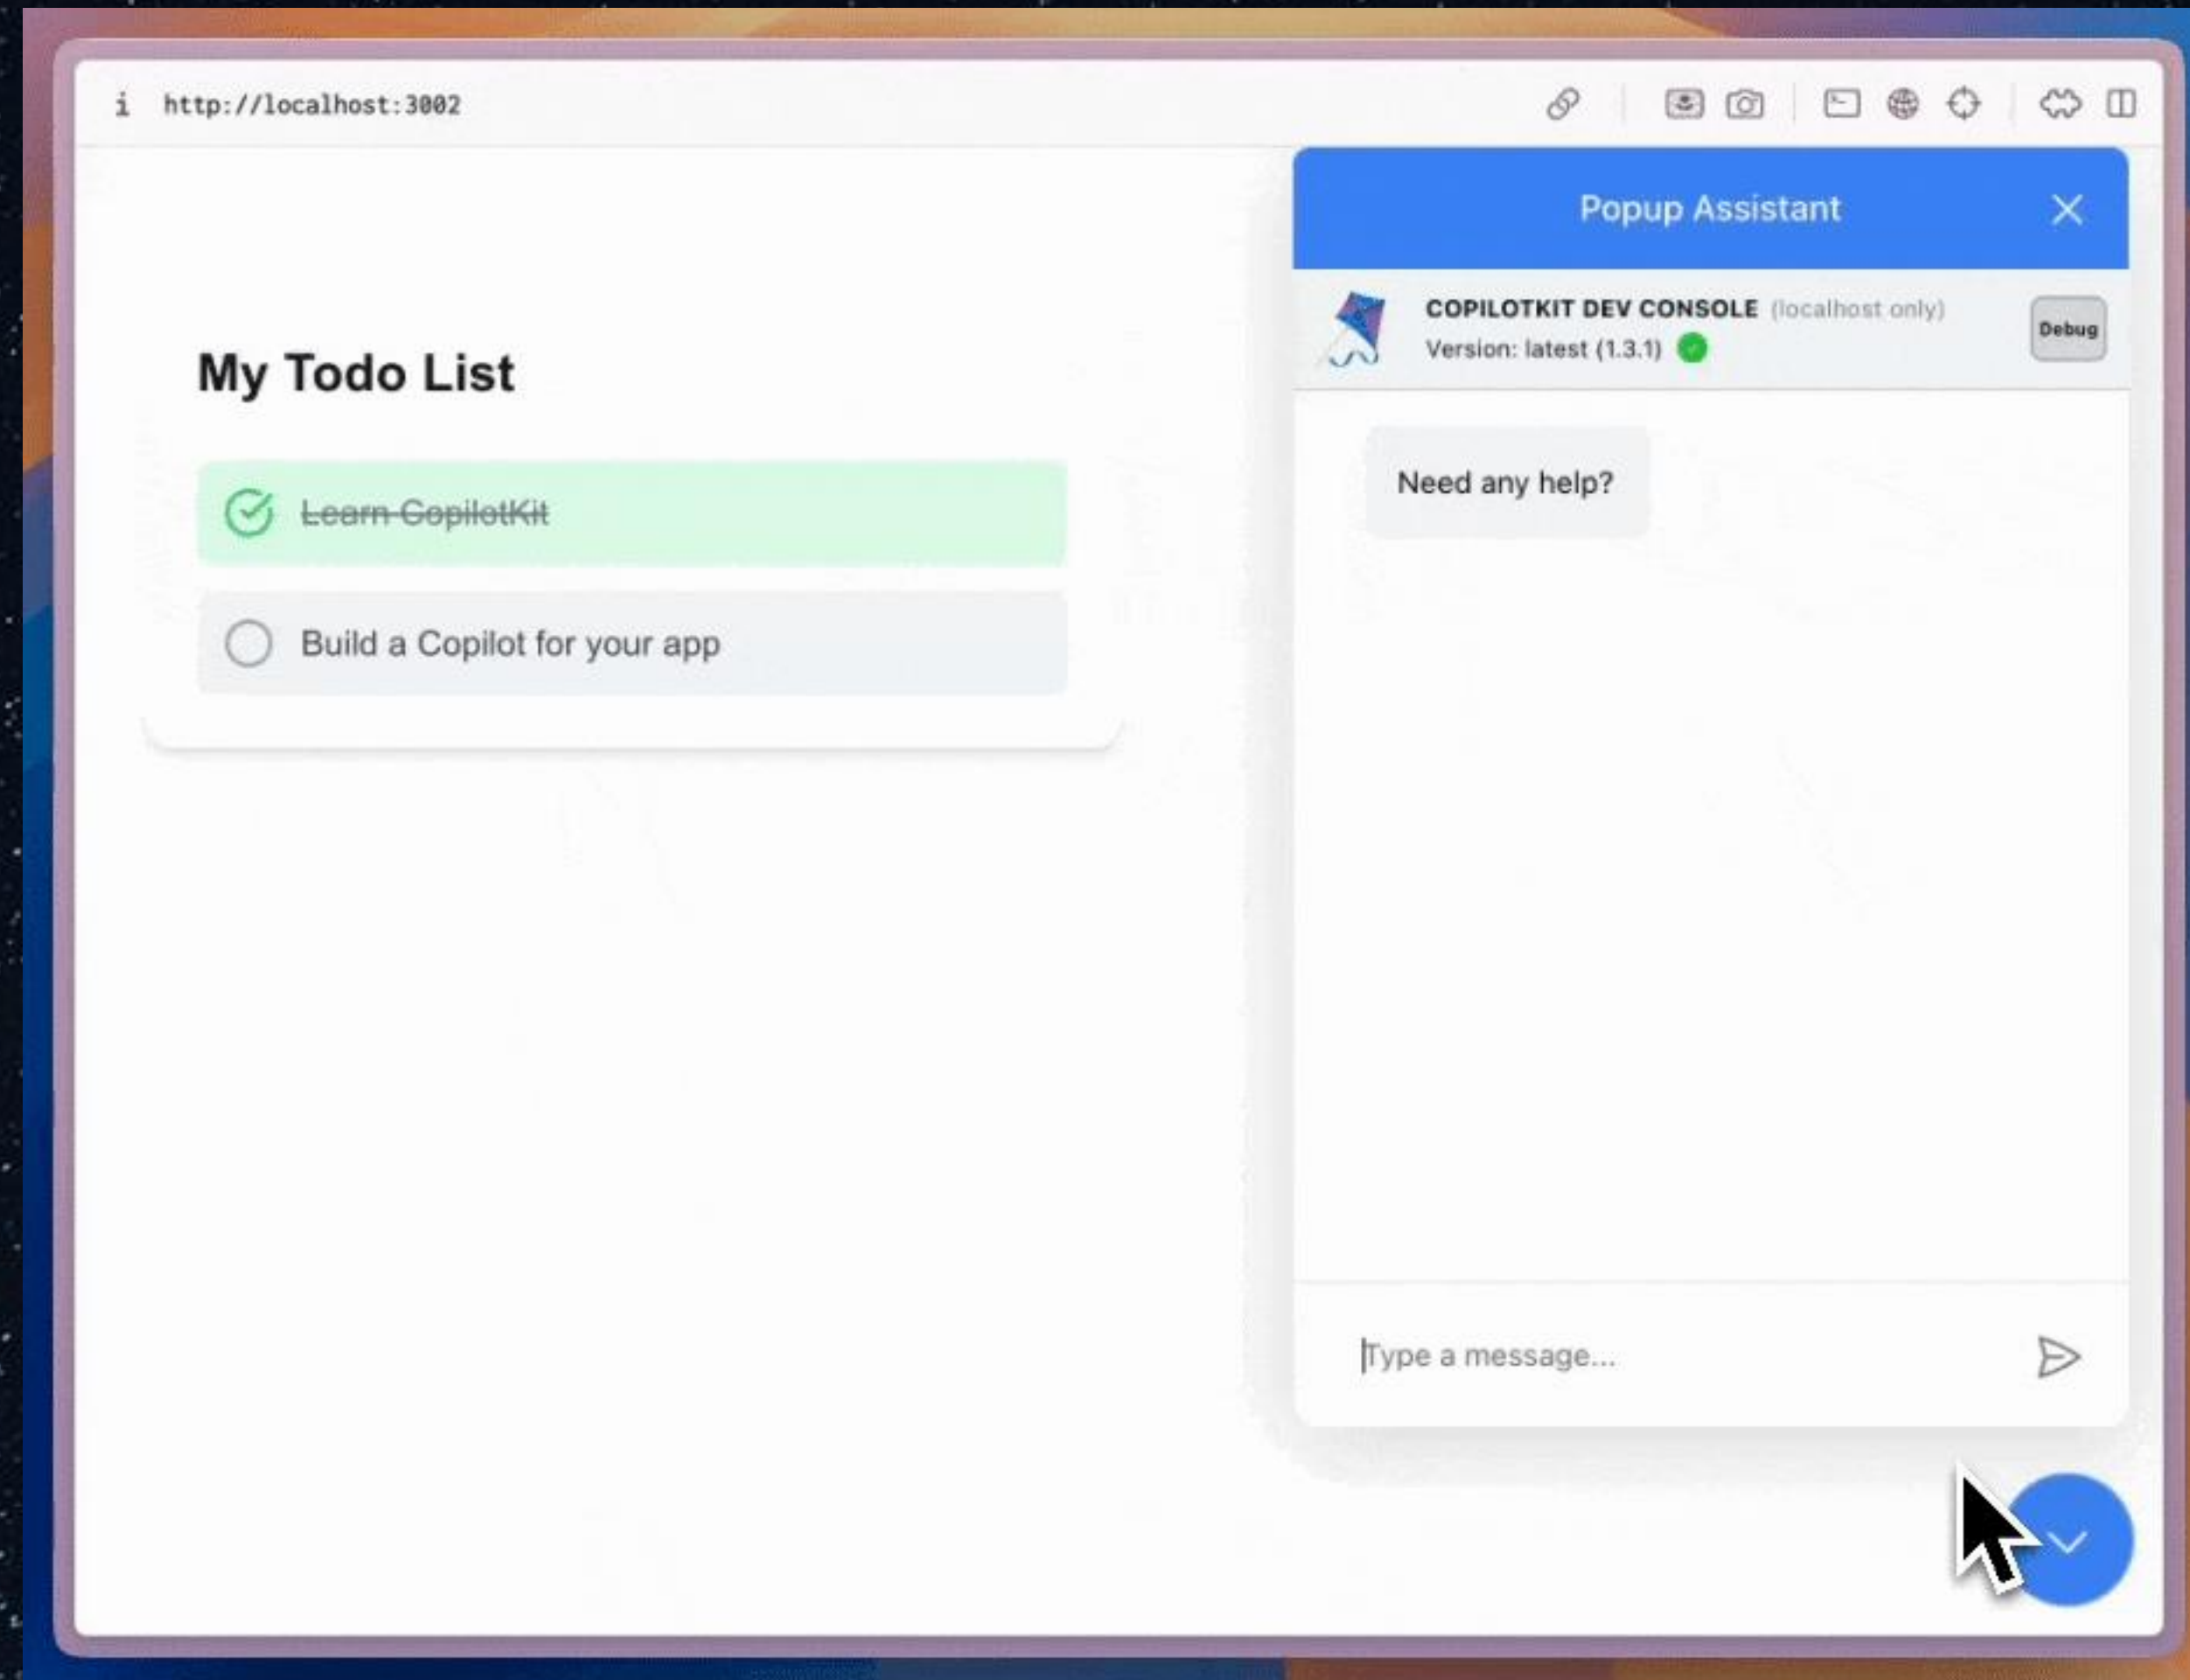 i http://localhost:3002
Popup Assistant
COPILOTKIT DEV CONSOLE (localhost only)
Version: latest (1.3.1)
Debug
My Todo List
Need any help?
Learn CopilotKit
Build a Copilot for your app
Type a message...